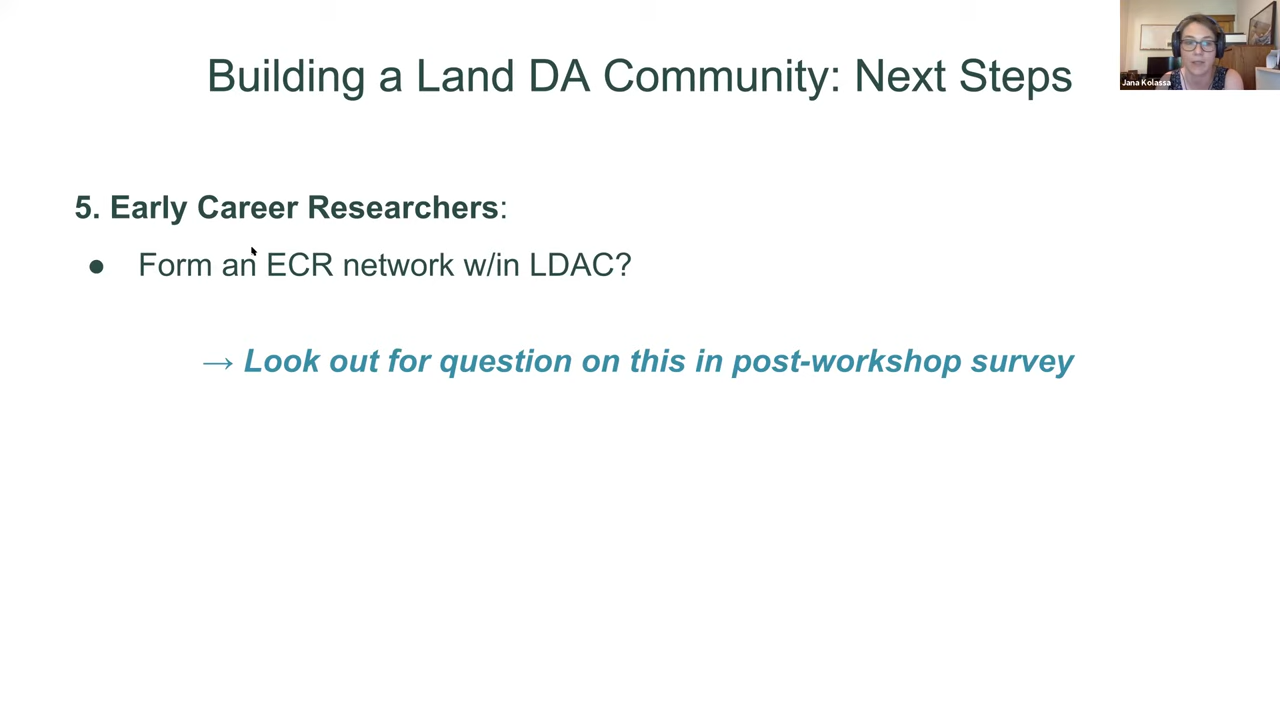 Building a Land DA Community: Next Steps
Jana Kolassa
5. Early Career Researchers:
● Form an ECR network w/in LDAC?
→ Look out for question on this in post-workshop survey